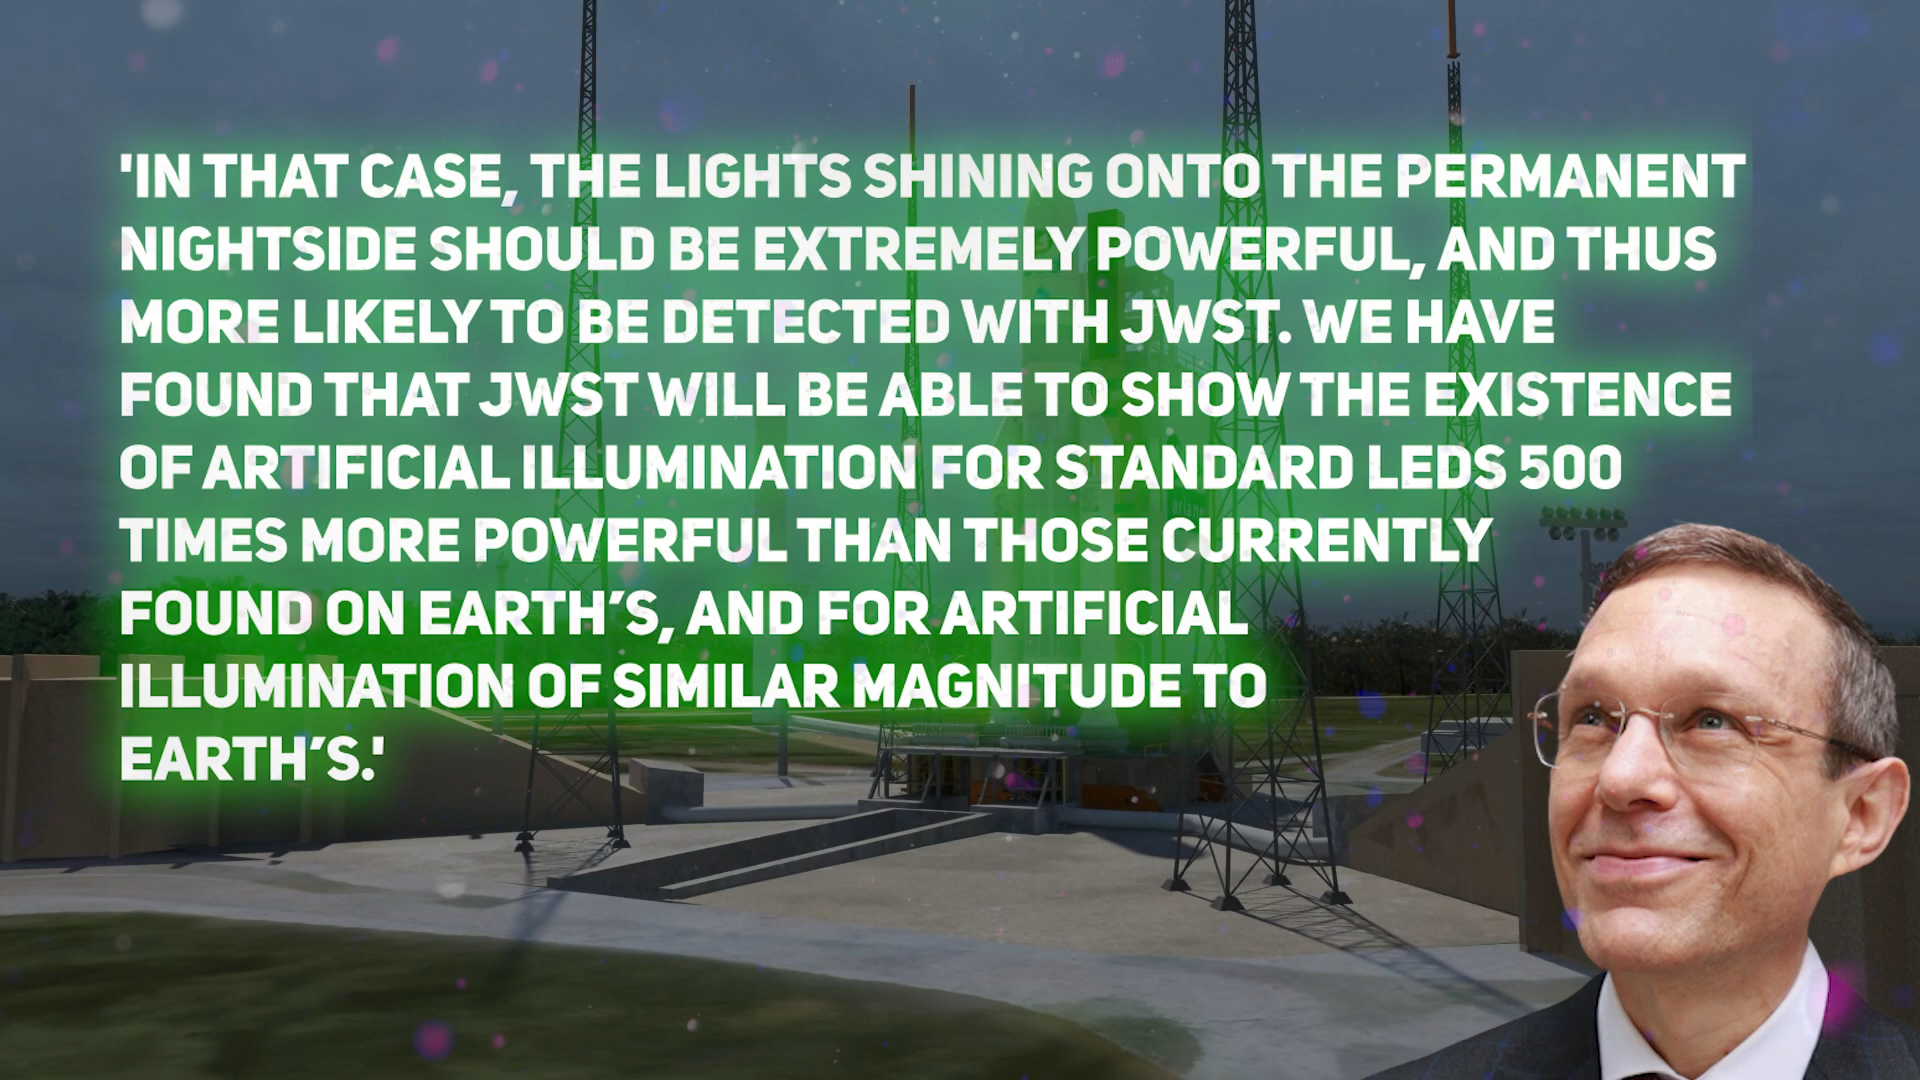 'IN THAT CASE, THE LIGHTS SHINING ONTO THE PERMANENT
NIGHTSIDE SHOULD BE EXTREMELY POWERFUL, AND THUS
MORE LIKELY TO BE DETECTED WITH JWST. WE HAVE
FOUND THAT JWST WILL BE ABLE TO SHOW THE EXISTENCE
OF ARTIFICIAL ILLUMINATION FOR STANDARD LEDS 500
TIMES MORE POWERFUL THAN THOSE CURRENTLY
FOUND ON EARTH’S, AND FOR ARTIFICIAL
ILLUMINATION OF SIMILAR MAGNITUDE TO
EARTH’S.'